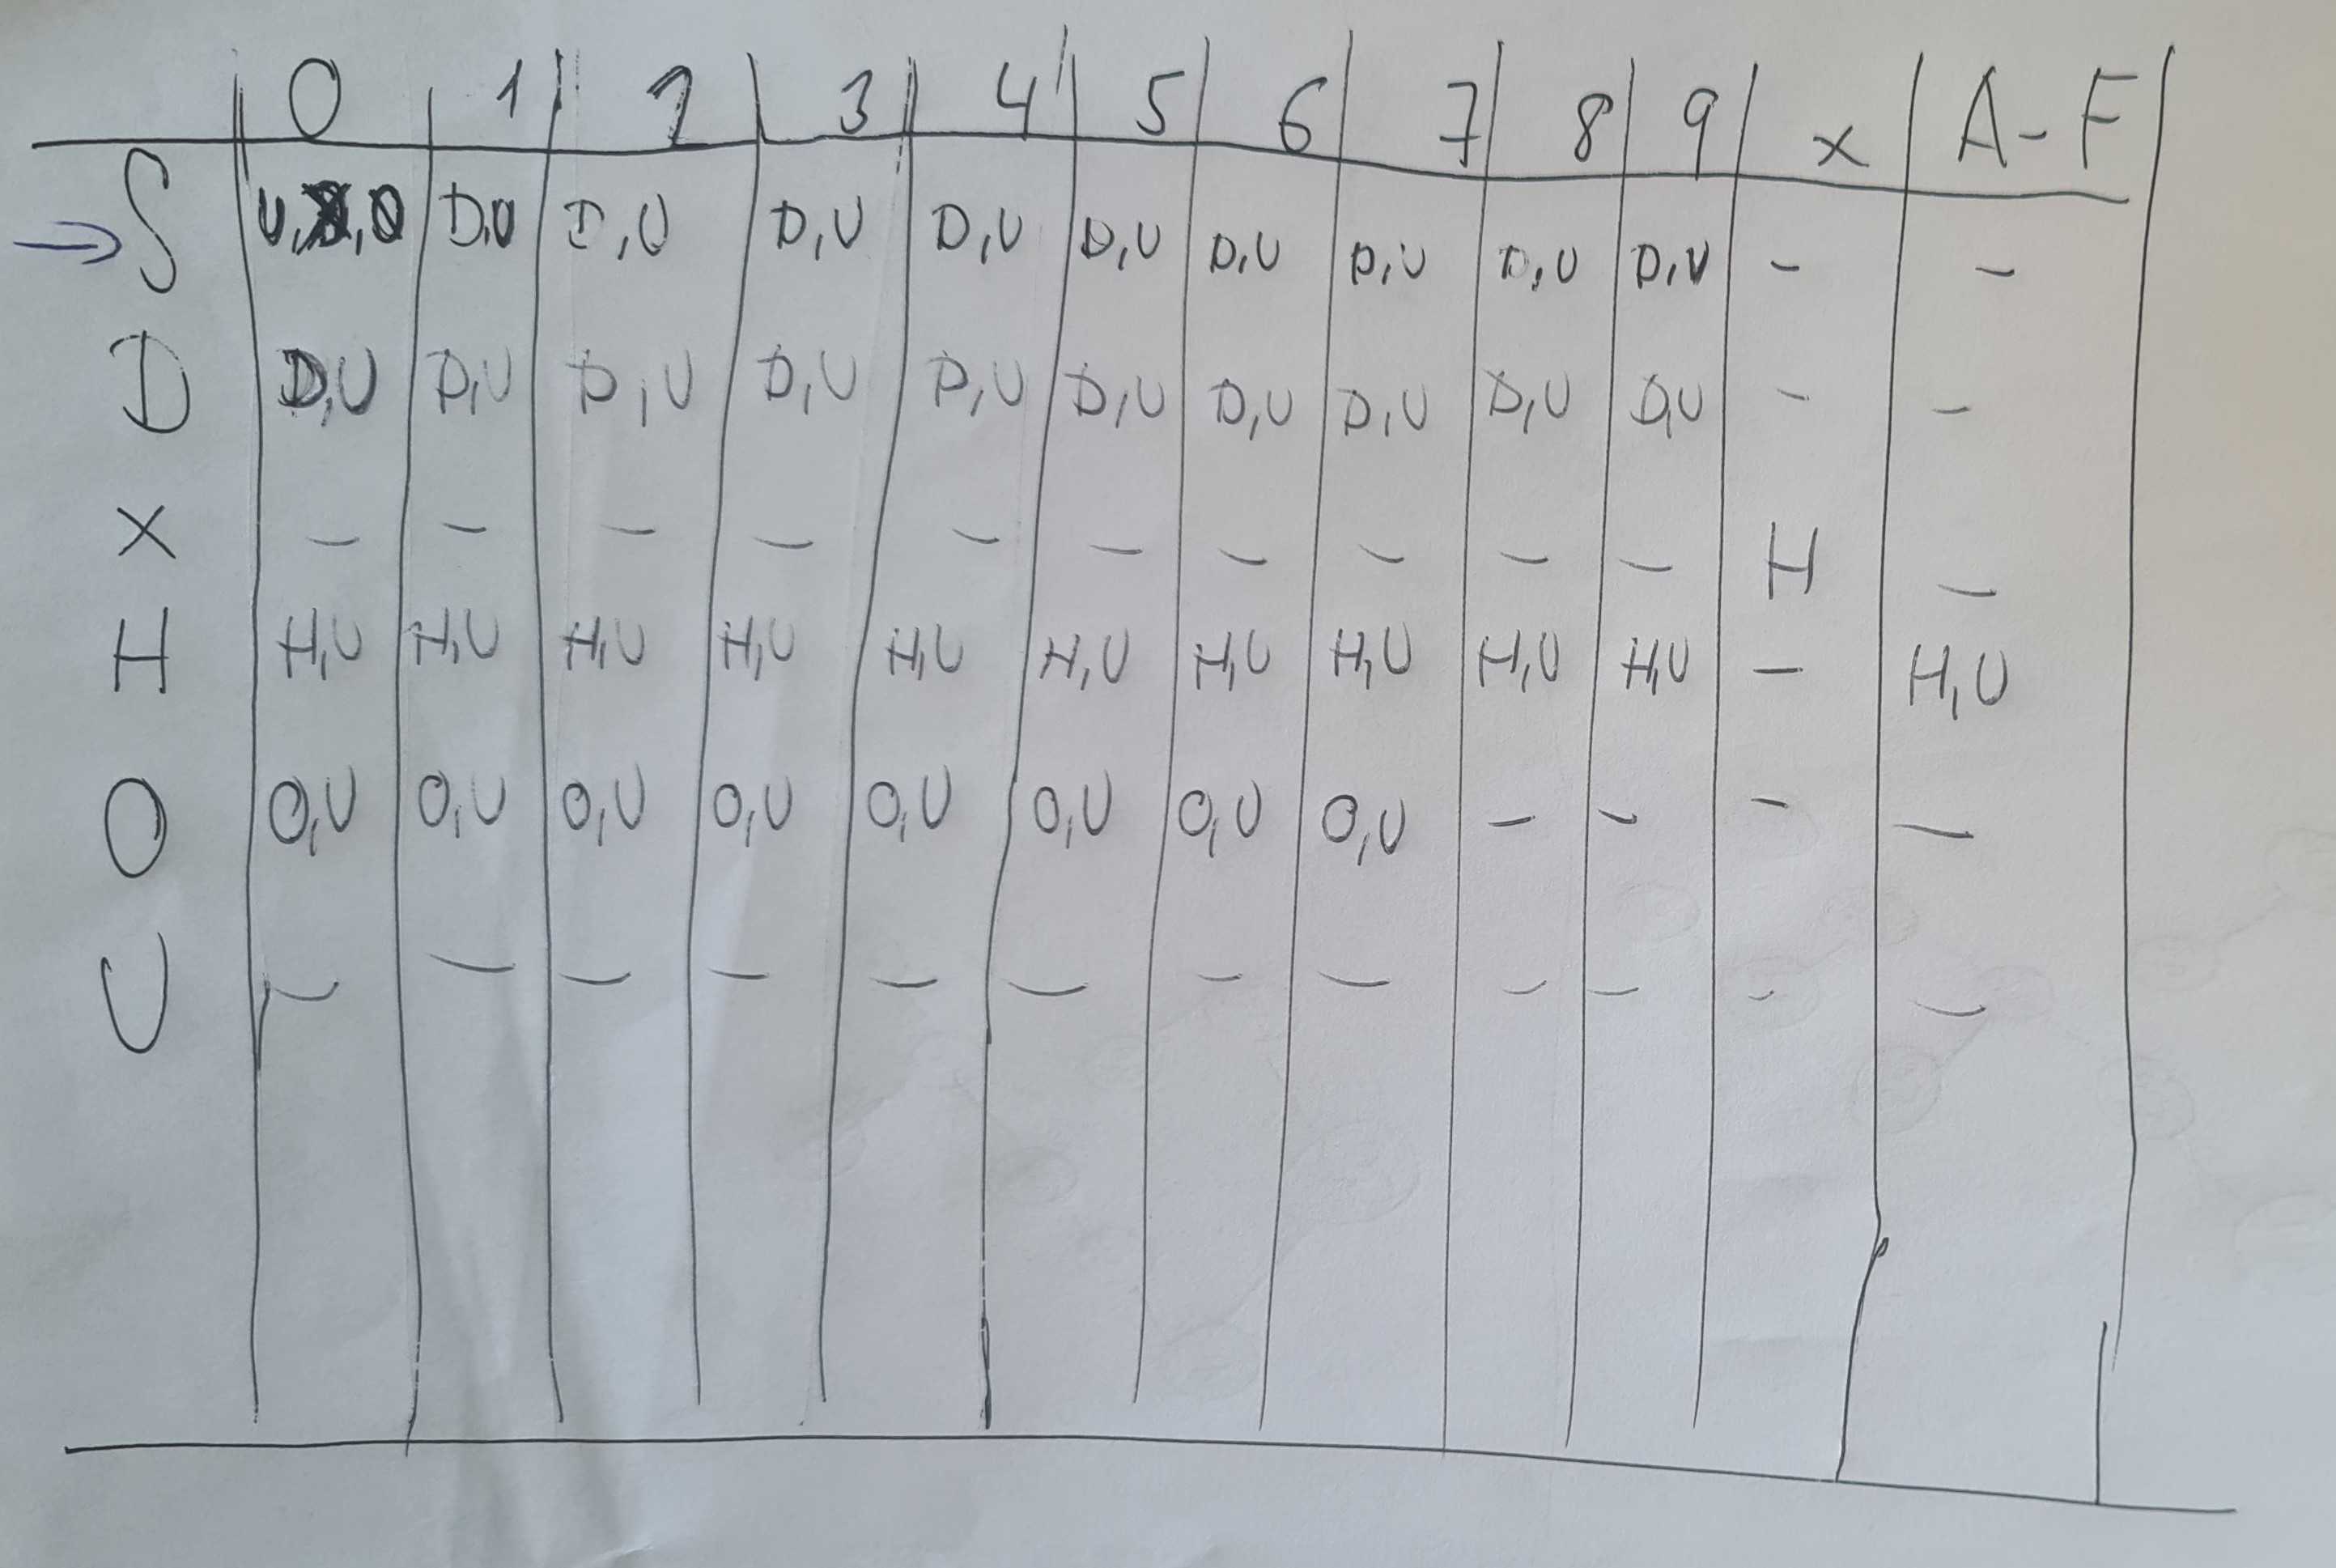 0 1 2 3 4 5 6 7 8 9 x A-F
→ S U, , D,U D,U D,U D,U D,U D,U D,U D,U D,U - -
D D,U D,U D,U D,U D,U D,U D,U D,U D,U D,U - -
X - - - - - - - - - - H -
H H,U H,U H,U H,U H,U H,U H,U H,U H,U H,U - H,U
O O,U O,U O,U O,U O,U O,U O,U O,U - - - -
U - - - - - - - - - - - -